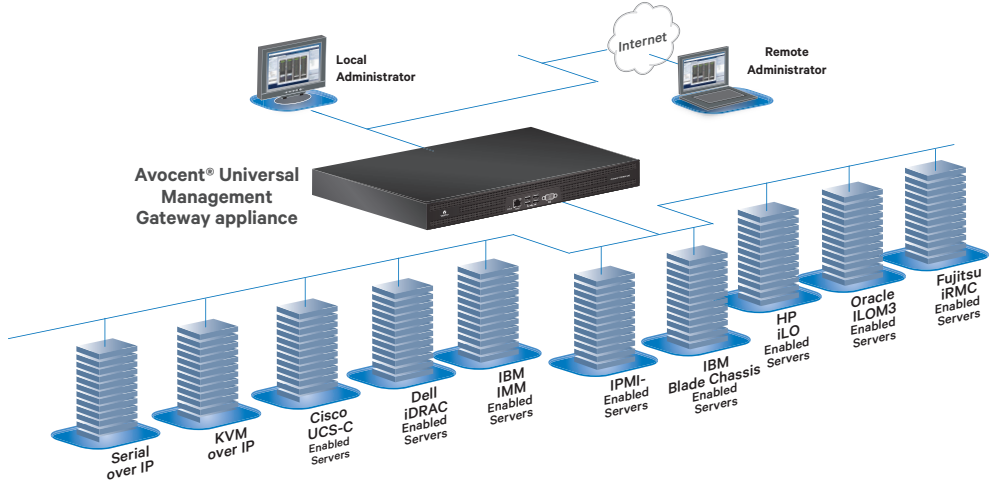 Local
Administrator
Internet
Remote
Administrator
Avocent® Universal
Management
Gateway appliance
Serial
over IP
KVM
over IP
Cisco
UCS-C
Enabled
Servers
Dell
iDRAC
Enabled
Servers
IBM
IMM
Enabled
Servers
IPMI-
Enabled
Servers
IBM
Blade Chassis
Enabled
Servers
HP
iLO
Enabled
Servers
Oracle
ILOM3
Enabled
Servers
Fujitsu
iRMC
Enabled
Servers